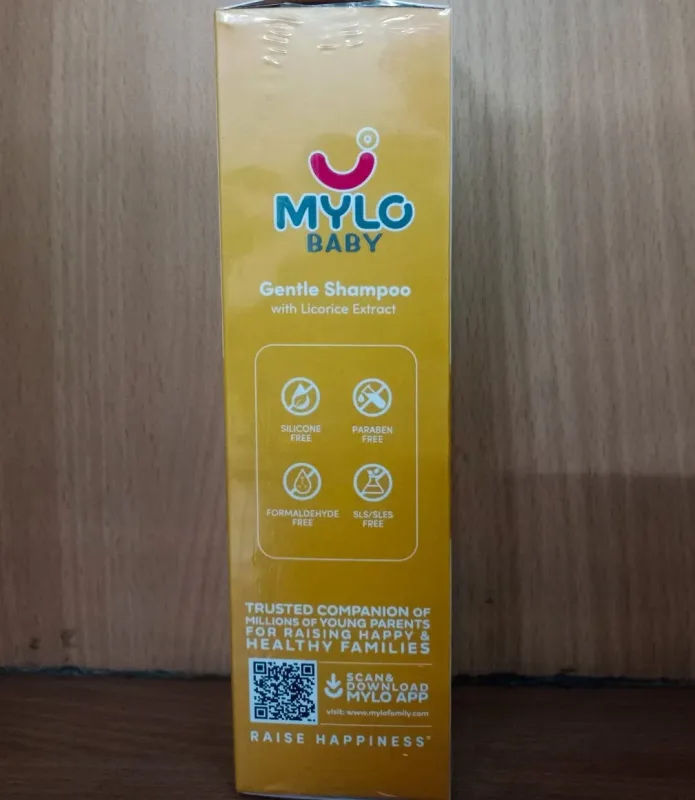 MYLO
BABY
Gentle Shampoo
with Licorice Extract
SILICONE
FREE
PARABEN
FREE
FORMALDEHYDE
FREE
SLS/SLES
FREE
TRUSTED COMPANION OF
MILLIONS OF YOUNG PARENTS
FOR RAISING HAPPY &
HEALTHY FAMILIES
SCAN &
DOWNLOAD
MYLO APP
visit: www.mylofamily.com
RAISE HAPPINESS™